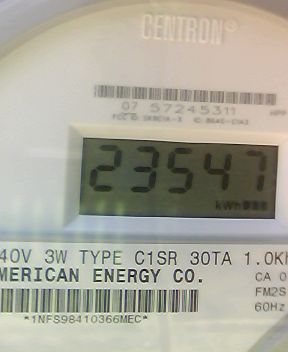 CENTRON®
07 57245311
23547
kWh
40V 3W TYPE C1SR 30TA 1.0K
MERICAN ENERGY CO.
CA 0
FM2S
60Hz
*1NFS98410366MEC*